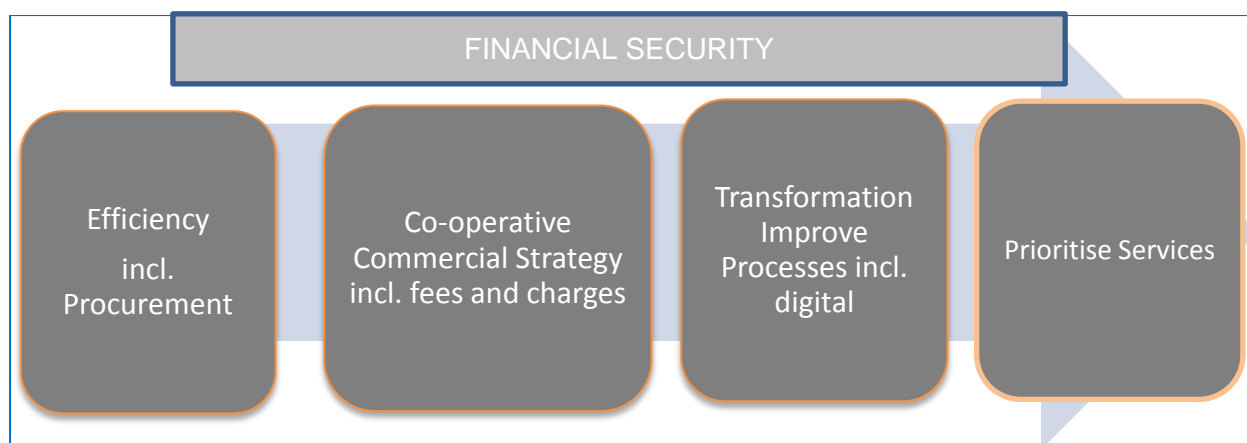 FINANCIAL SECURITY
Efficiency
incl.
Procurement
Co-operative
Commercial Strategy
incl. fees and charges
Transformation
Improve
Processes incl.
digital
Prioritise Services